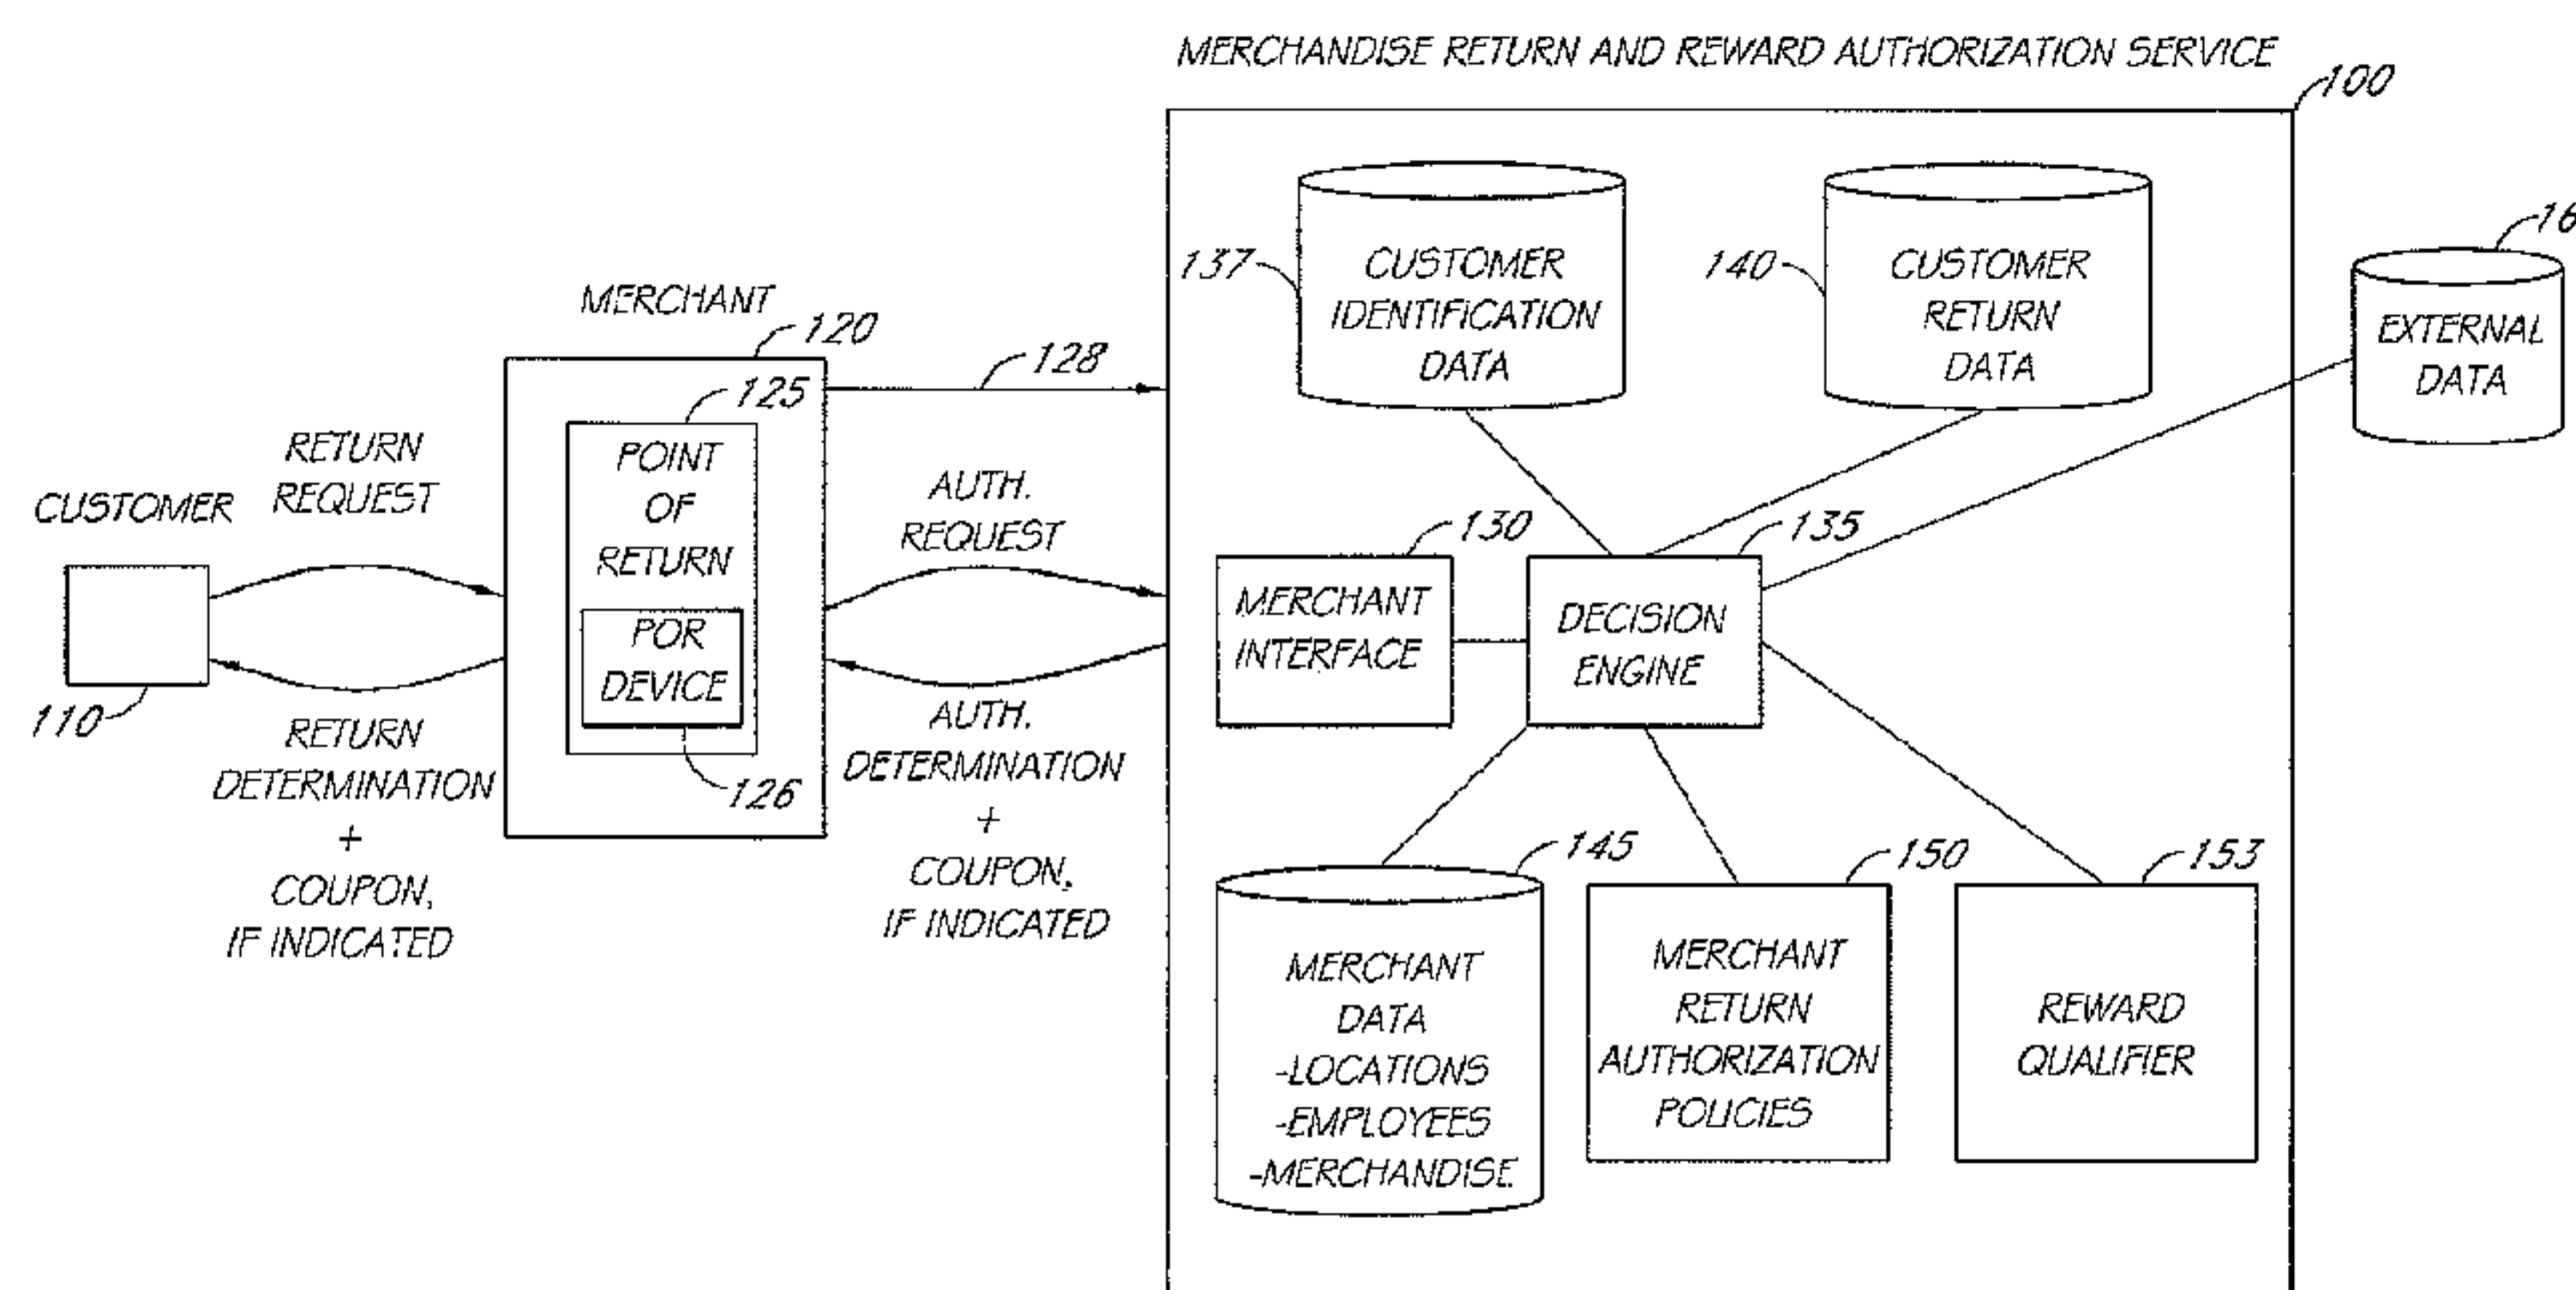 MERCHANDISE RETURN AND REWARD AUTHORIZATION SERVICE
100
137
CUSTOMER
IDENTIFICATION
DATA
140
CUSTOMER
RETURN
DATA
16
EXTERNAL
DATA
MERCHANT
120
128
125
POINT
OF
RETURN
POR
DEVICE
126
CUSTOMER
110
RETURN
REQUEST
RETURN
DETERMINATION
+
COUPON,
IF INDICATED
AUTH.
REQUEST
AUTH.
DETERMINATION
+
COUPON,
IF INDICATED
130
MERCHANT
INTERFACE
135
DECISION
ENGINE
145
MERCHANT
DATA
-LOCATIONS
-EMPLOYEES
-MERCHANDISE
150
MERCHANT
RETURN
AUTHORIZATION
POLICIES
153
REWARD
QUALIFIER